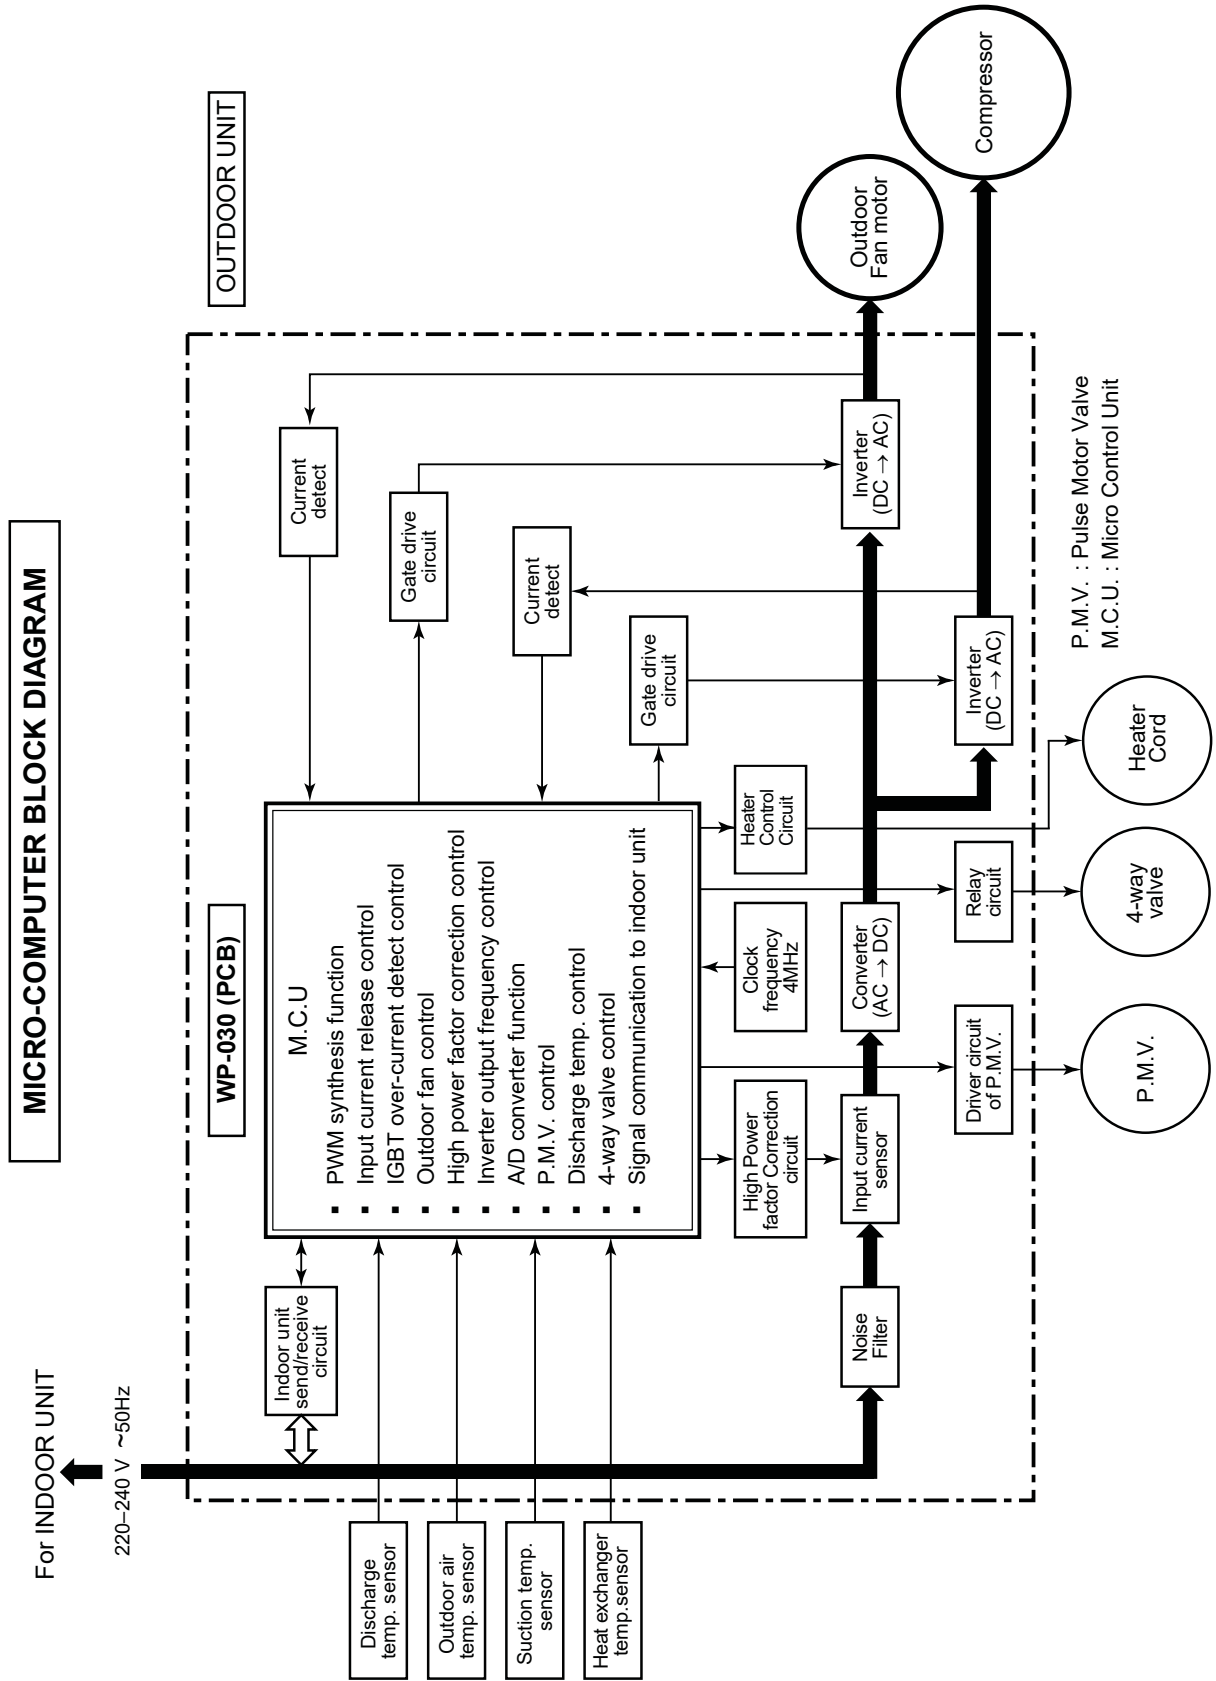 MICRO-COMPUTER BLOCK DIAGRAM
For INDOOR UNIT
220–240 V ~50Hz
WP-030 (PCB)
OUTDOOR UNIT
Discharge
temp. sensor
Outdoor air
temp. sensor
Suction temp.
sensor
Heat exchanger
temp.sensor
Indoor unit
send/receive
circuit
M.C.U
▪ PWM synthesis function
▪ Input current release control
▪ IGBT over-current detect control
▪ Outdoor fan control
▪ High power factor correction control
▪ Inverter output frequency control
▪ A/D converter function
▪ P.M.V. control
▪ Discharge temp. control
▪ 4-way valve control
▪ Signal communication to indoor unit
Current
detect
Gate drive
circuit
Current
detect
Gate drive
circuit
High Power
factor Correction
circuit
Clock
frequency
4MHz
Heater
Control
Circuit
Noise
Filter
Input current
sensor
Converter
(AC → DC)
Inverter
(DC → AC)
Outdoor
Fan motor
Driver circuit
of P.M.V.
Relay
circuit
Inverter
(DC → AC)
Compressor
P.M.V.
4-way
valve
Heater
Cord
P.M.V. : Pulse Motor Valve
M.C.U. : Micro Control Unit